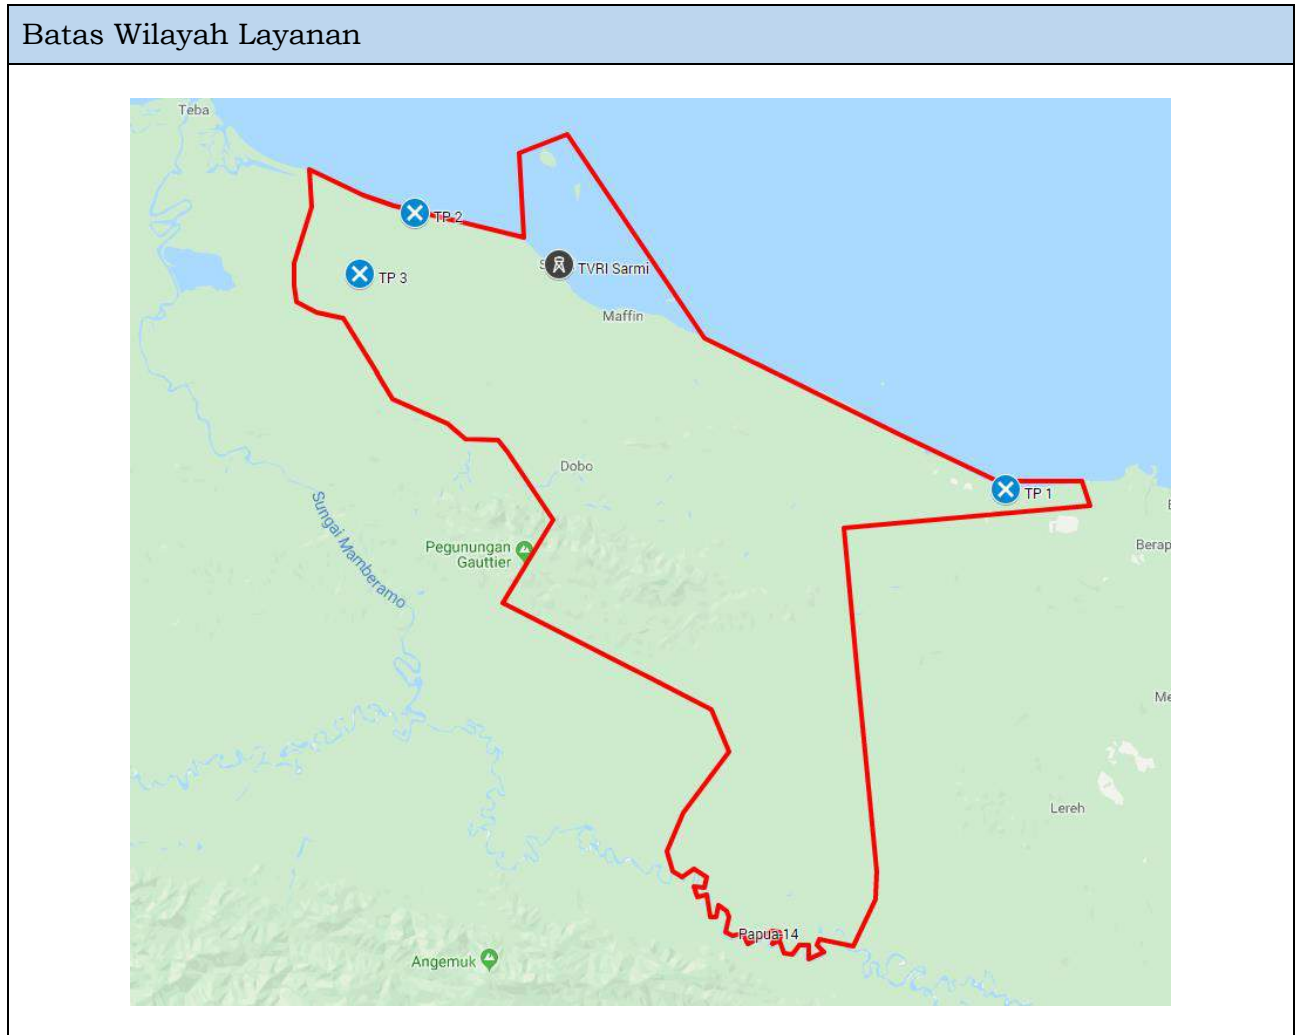 Batas Wilayah Layanan
Teba
TP 2
TVRI Sarmi
TP 3
Maffin
Dobo
TP 1
Sungai Mamberamo
Pegunungan
Gauttier
Berap
Me
Lereh
Papua-14
Angemuk